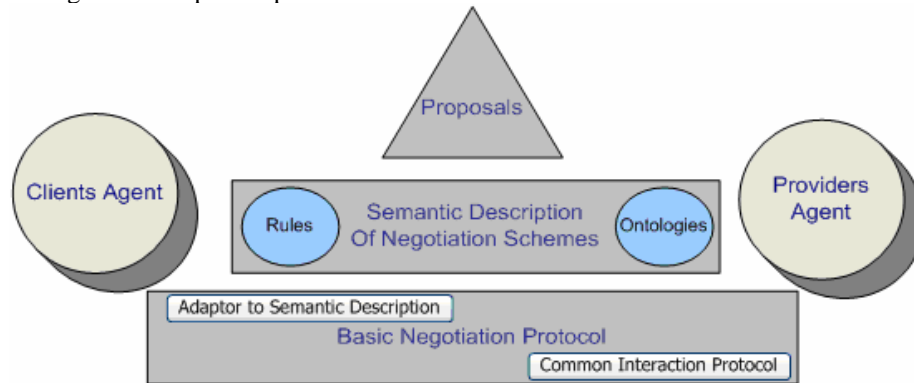 Proposals
Clients Agent
Providers
Agent
Rules
Semantic Description
Of Negotiation Schemes
Ontologies
Adaptor to Semantic Description
Basic Negotiation Protocol
Common Interaction Protocol